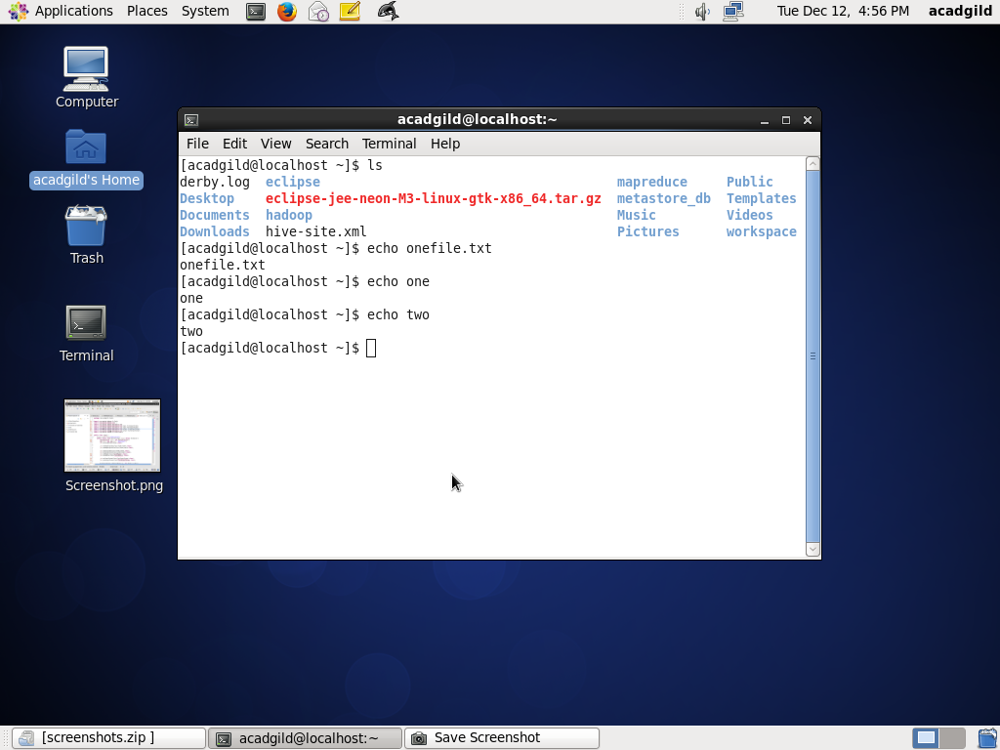 Applications Places System Tue Dec 12, 4:56 PM acadgild
Computer
acadgild's Home
Trash
Terminal
Screenshot.png
acadgild@localhost:~
File Edit View Search Terminal Help
[acadgild@localhost ~]$ ls
derby.log eclipse mapreduce Public
Desktop eclipse-jee-neon-M3-linux-gtk-x86_64.tar.gz metastore_db Templates
Documents hadoop Music Videos
Downloads hive-site.xml Pictures workspace
[acadgild@localhost ~]$ echo onefile.txt
onefile.txt
[acadgild@localhost ~]$ echo one
one
[acadgild@localhost ~]$ echo two
two
[acadgild@localhost ~]$
[screenshots.zip ] acadgild@localhost:~ Save Screenshot